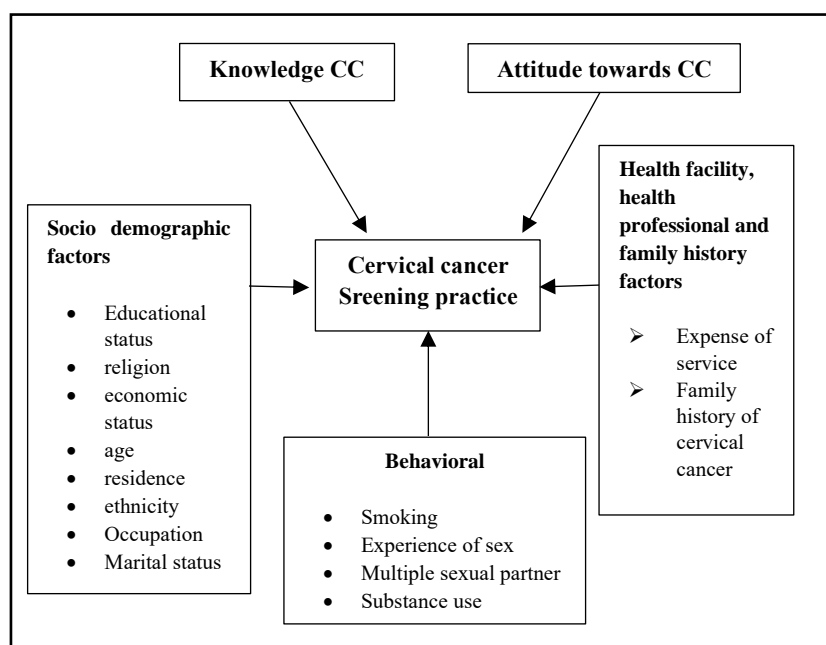 Knowledge CC
Attitude towards CC
Socio demographic
factors
• Educational
status
• religion
• economic
status
• age
• residence
• ethnicity
• Occupation
• Marital status
Cervical cancer
Sreening practice
Health facility,
health
professional and
family history
factors
➢ Expense of
service
➢ Family
history of
cervical
cancer
Behavioral
• Smoking
• Experience of sex
• Multiple sexual partner
• Substance use